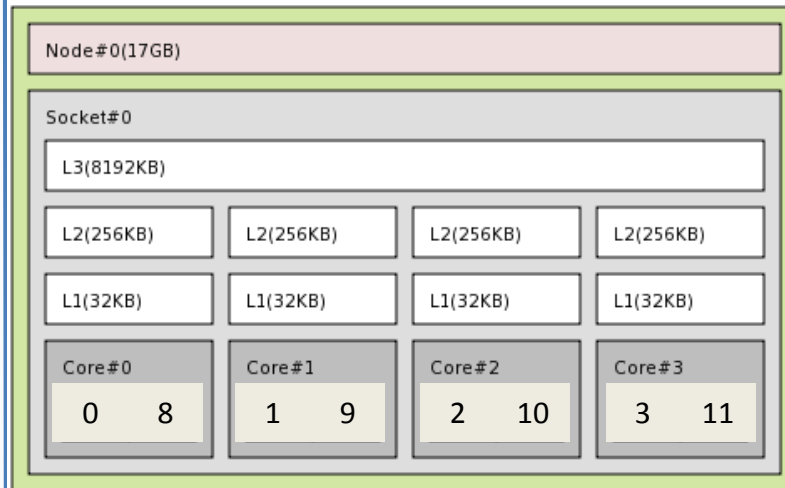 Node#0(17GB)
Socket#0
L3(8192KB)
L2(256KB) L2(256KB) L2(256KB) L2(256KB)
L1(32KB) L1(32KB) L1(32KB) L1(32KB)
Core#0 Core#1 Core#2 Core#3
0 8 1 9 2 10 3 11